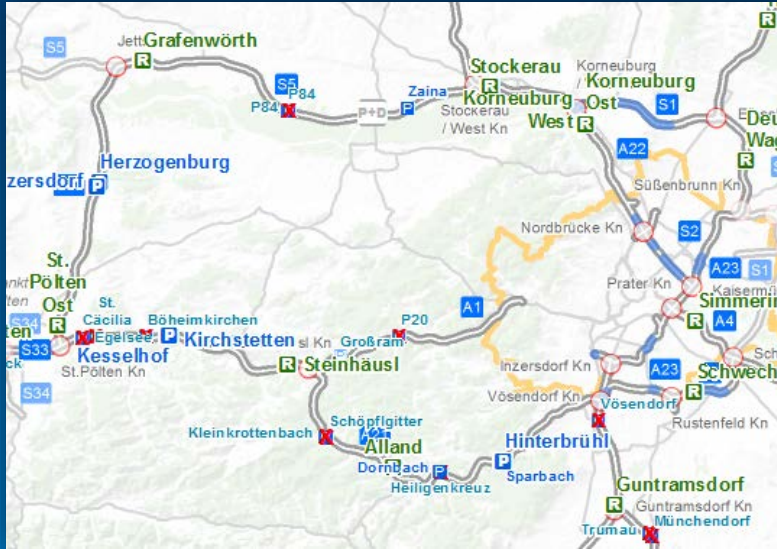 S5
Jett
Grafenwörth
S5
P84
P84
P+D
Zaina
Stockerau
Stockerau
/ West Kn
Korneuburg
Korneuburg
Ost
Korneuburg
West
S1
A22
Süßenbrunn Kn
Deu
Wag
Herzogenburg
zersdorf
Nordbrücke Kn
S2
A23
S1
Prater Kn
Kaisermü
Simmerin
A4
St.
Pölten
Ost
St.
Cäcilia
Egelsee
Böheimkirchen
Kirchstetten
Kesselhof
S33
S34
S34
St.Pölten Kn
sl Kn
Großram
Steinhäusl
P20
A1
Inzersdorf Kn
A23
Schwech
Sch
Vösendorf Kn
Vösendorf
Rustenfeld Kn
Kleinkrottenbach
Schöpflgitter
Alland
Dornbach
Heiligenkreuz
Hinterbrühl
Sparbach
Guntramsdorf
Guntramsdorf Kn
Trumau
Münchendorf